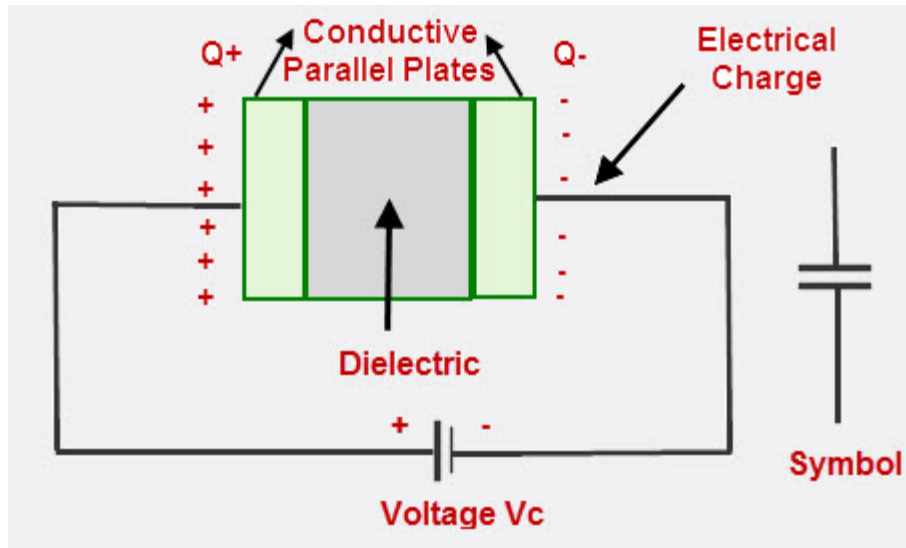 Q+
Conductive
Parallel Plates
Q-
Electrical
Charge
+
+
+
+
+
+
-
-
-
-
-
-
Dielectric
+ -
Voltage Vc
Symbol